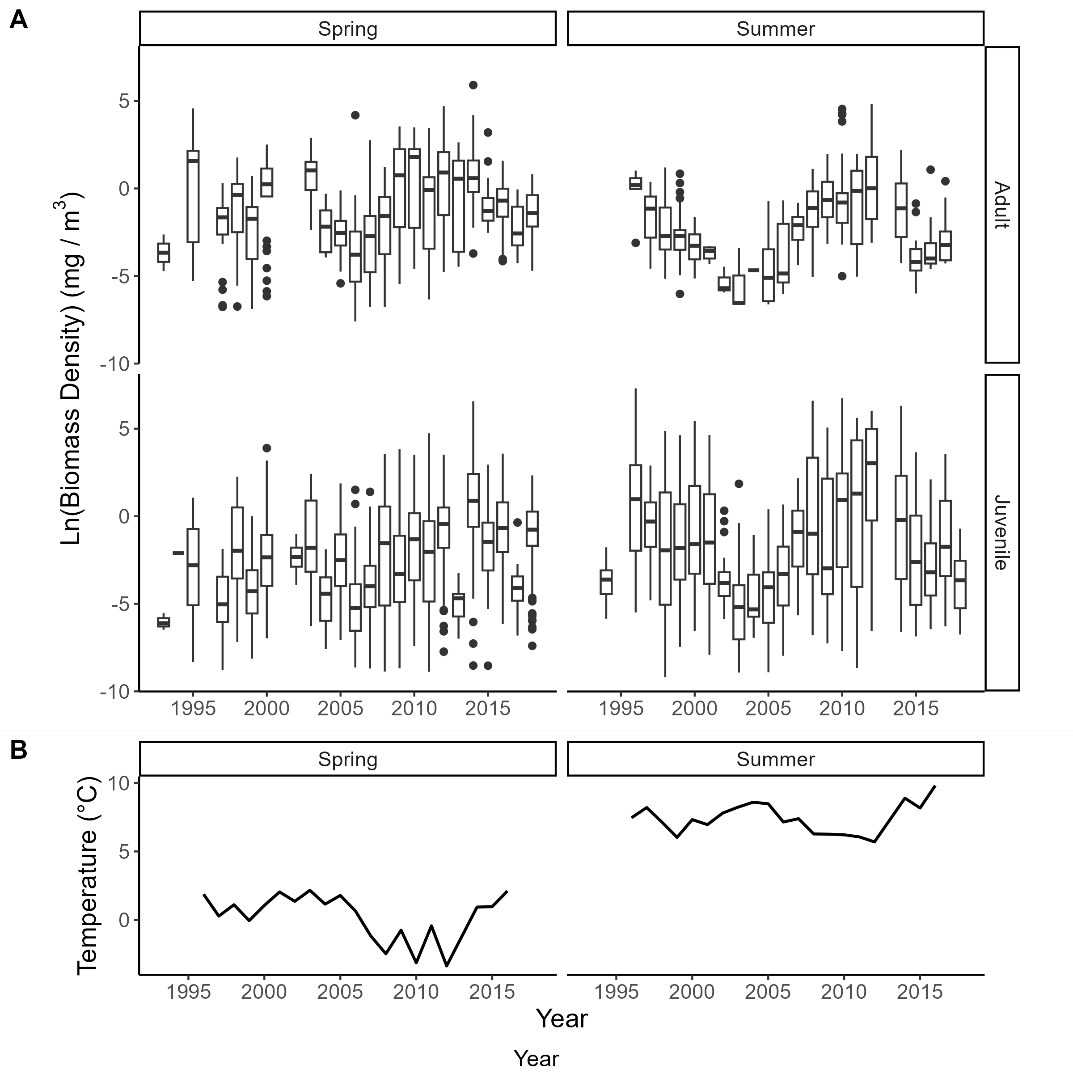 A
Spring Summer
Ln(Biomass Density) (mg / m³)
5
0
-5
-10
Adult
5
0
-5
-10
Juvenile
1995 2000 2005 2010 2015 1995 2000 2005 2010 2015
B
Spring Summer
Temperature (°C)
10
5
0
1995 2000 2005 2010 2015 1995 2000 2005 2010 2015
Year
Year